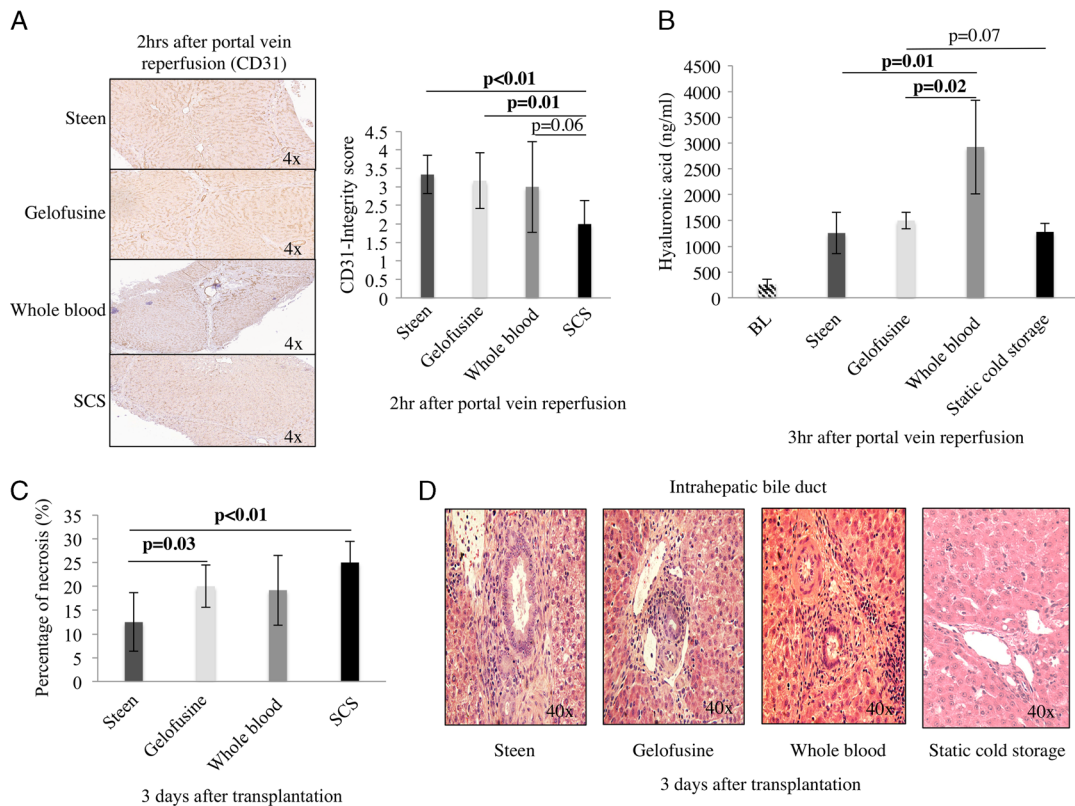 A
2hrs after portal vein
reperfusion (CD31)
Steen
4x
Gelofusine
4x
Whole blood
4x
SCS
4x
p<0.01
p=0.01
p=0.06
CD31-Integrity score
4.5
4
3.5
3
2.5
2
1.5
1
0.5
0
Steen
Gelofusine
Whole blood
SCS
2hr after portal vein reperfusion
B
p=0.07
p=0.01
p=0.02
Hyaluronic acid (ng/ml)
4500
4000
3500
3000
2500
2000
1500
1000
500
0
BL
Steen
Gelofusine
Whole blood
Static cold storage
3hr after portal vein reperfusion
C
p<0.01
p=0.03
Percentage of necrosis (%)
35
30
25
20
15
10
5
0
Steen
Gelofusine
Whole blood
SCS
3 days after transplantation
D
Intrahepatic bile duct
40x
40x
40x
40x
Steen
Gelofusine
Whole blood
Static cold storage
3 days after transplantation